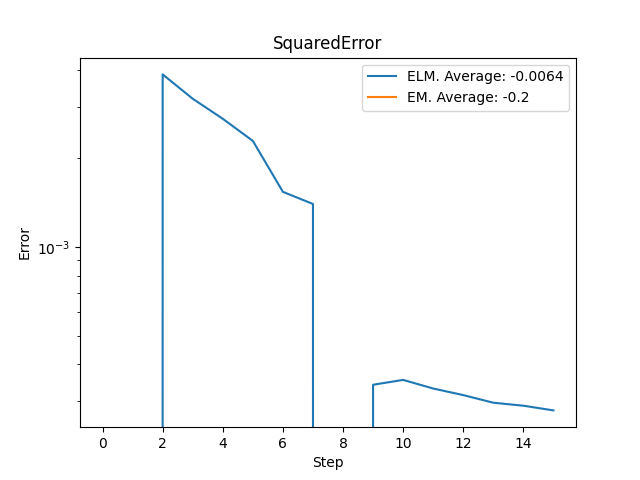 SquaredError
ELM. Average: -0.0064
EM. Average: -0.2
Error
10⁻³
0 2 4 6 8 10 12 14
Step